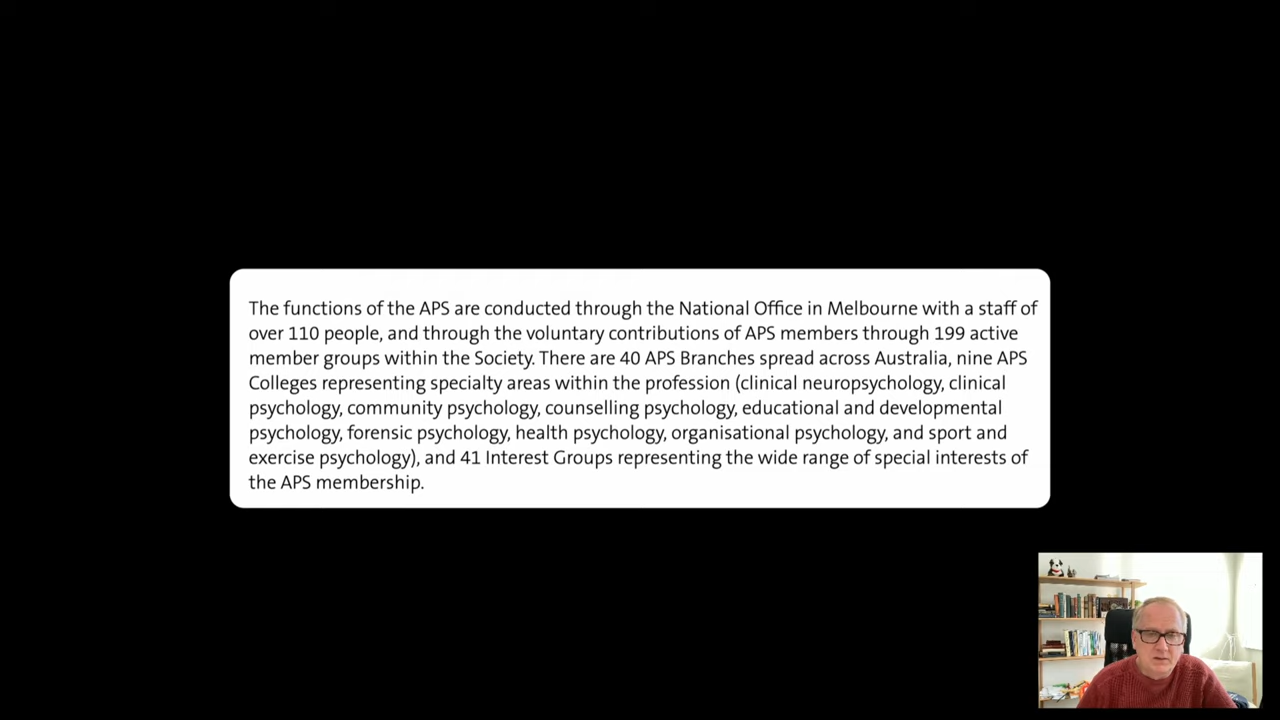 The functions of the APS are conducted through the National Office in Melbourne with a staff of
over 110 people, and through the voluntary contributions of APS members through 199 active
member groups within the Society. There are 40 APS Branches spread across Australia, nine APS
Colleges representing specialty areas within the profession (clinical neuropsychology, clinical
psychology, community psychology, counselling psychology, educational and developmental
psychology, forensic psychology, health psychology, organisational psychology, and sport and
exercise psychology), and 41 Interest Groups representing the wide range of special interests of
the APS membership.